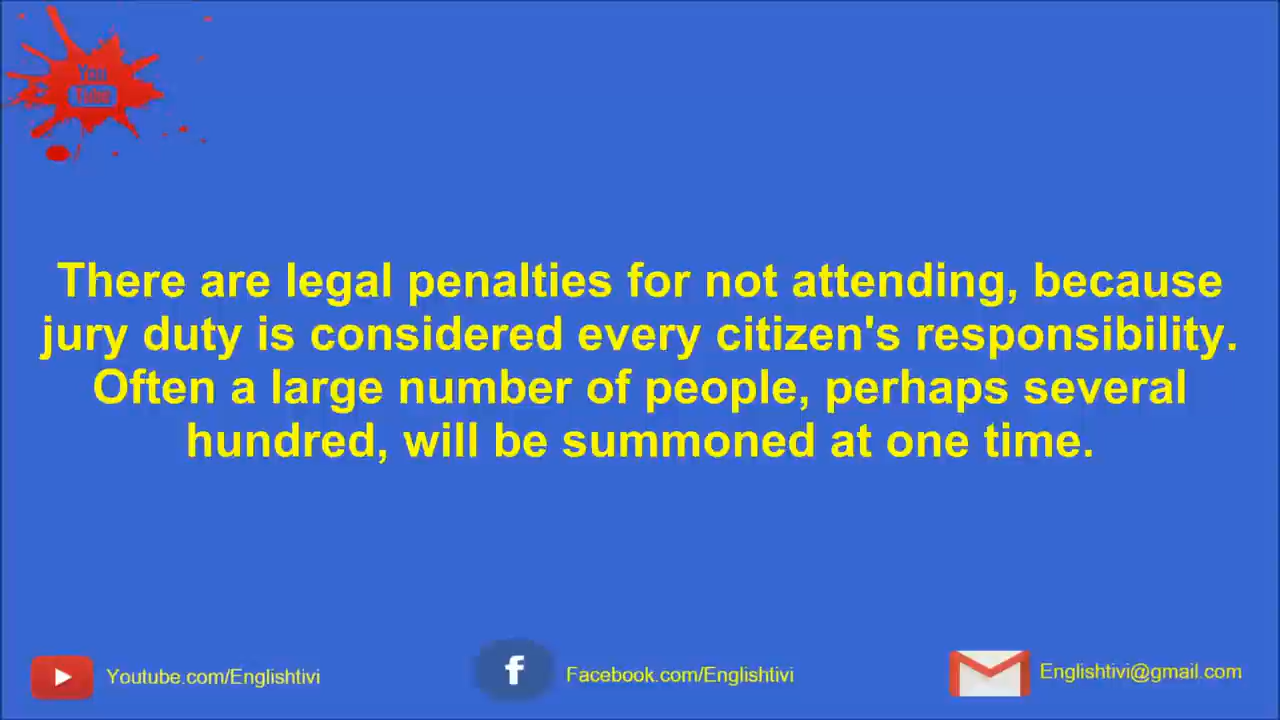 You
Tube
There are legal penalties for not attending, because
jury duty is considered every citizen's responsibility.
Often a large number of people, perhaps several
hundred, will be summoned at one time.
Youtube.com/Englishtivi
f
Facebook.com/Englishtivi
Englishtivi@gmail.com